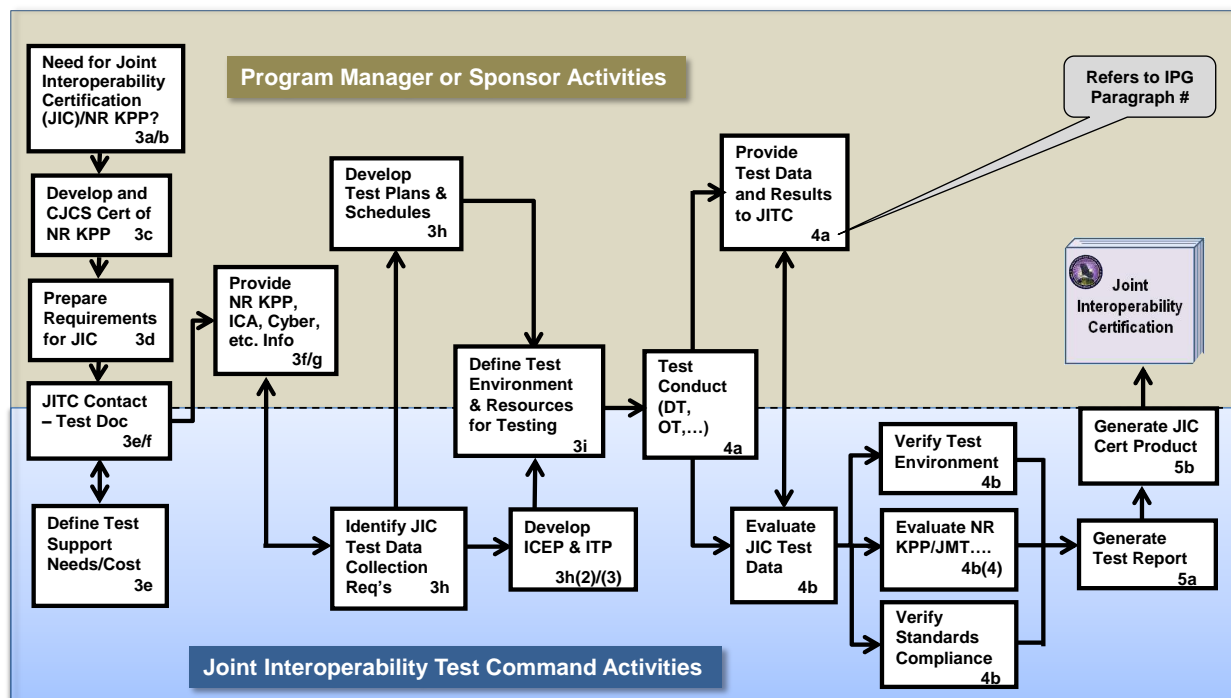 Need for Joint
Interoperability
Certification
(JIC)/NR KPP?
3a/b
Program Manager or Sponsor Activities
Refers to IPG
Paragraph #
Develop and
CJCS Cert of
NR KPP
3c
Prepare
Requirements
for JIC
3d
JITC Contact
– Test Doc
3e/f
Define Test
Support
Needs/Cost
3e
Provide
NR KPP,
ICA, Cyber,
etc. Info
3f/g
Develop
Test Plans &
Schedules
3h
Identify JIC
Test Data
Collection
Req's
3h
Define Test
Environment
& Resources
for Testing
3i
Develop
ICEP & ITP
3h(2)/(3)
Test
Conduct
(DT,
OT,…)
4a
Provide
Test Data
and Results
to JITC
4a
Evaluate
JIC Test
Data
4b
Verify Test
Environment
4b
Evaluate NR
KPP/JMT….
4b(4)
Verify
Standards
Compliance
4b
Joint
Interoperability
Certification
Generate JIC
Cert Product
5b
Generate
Test Report
5a
Joint Interoperability Test Command Activities